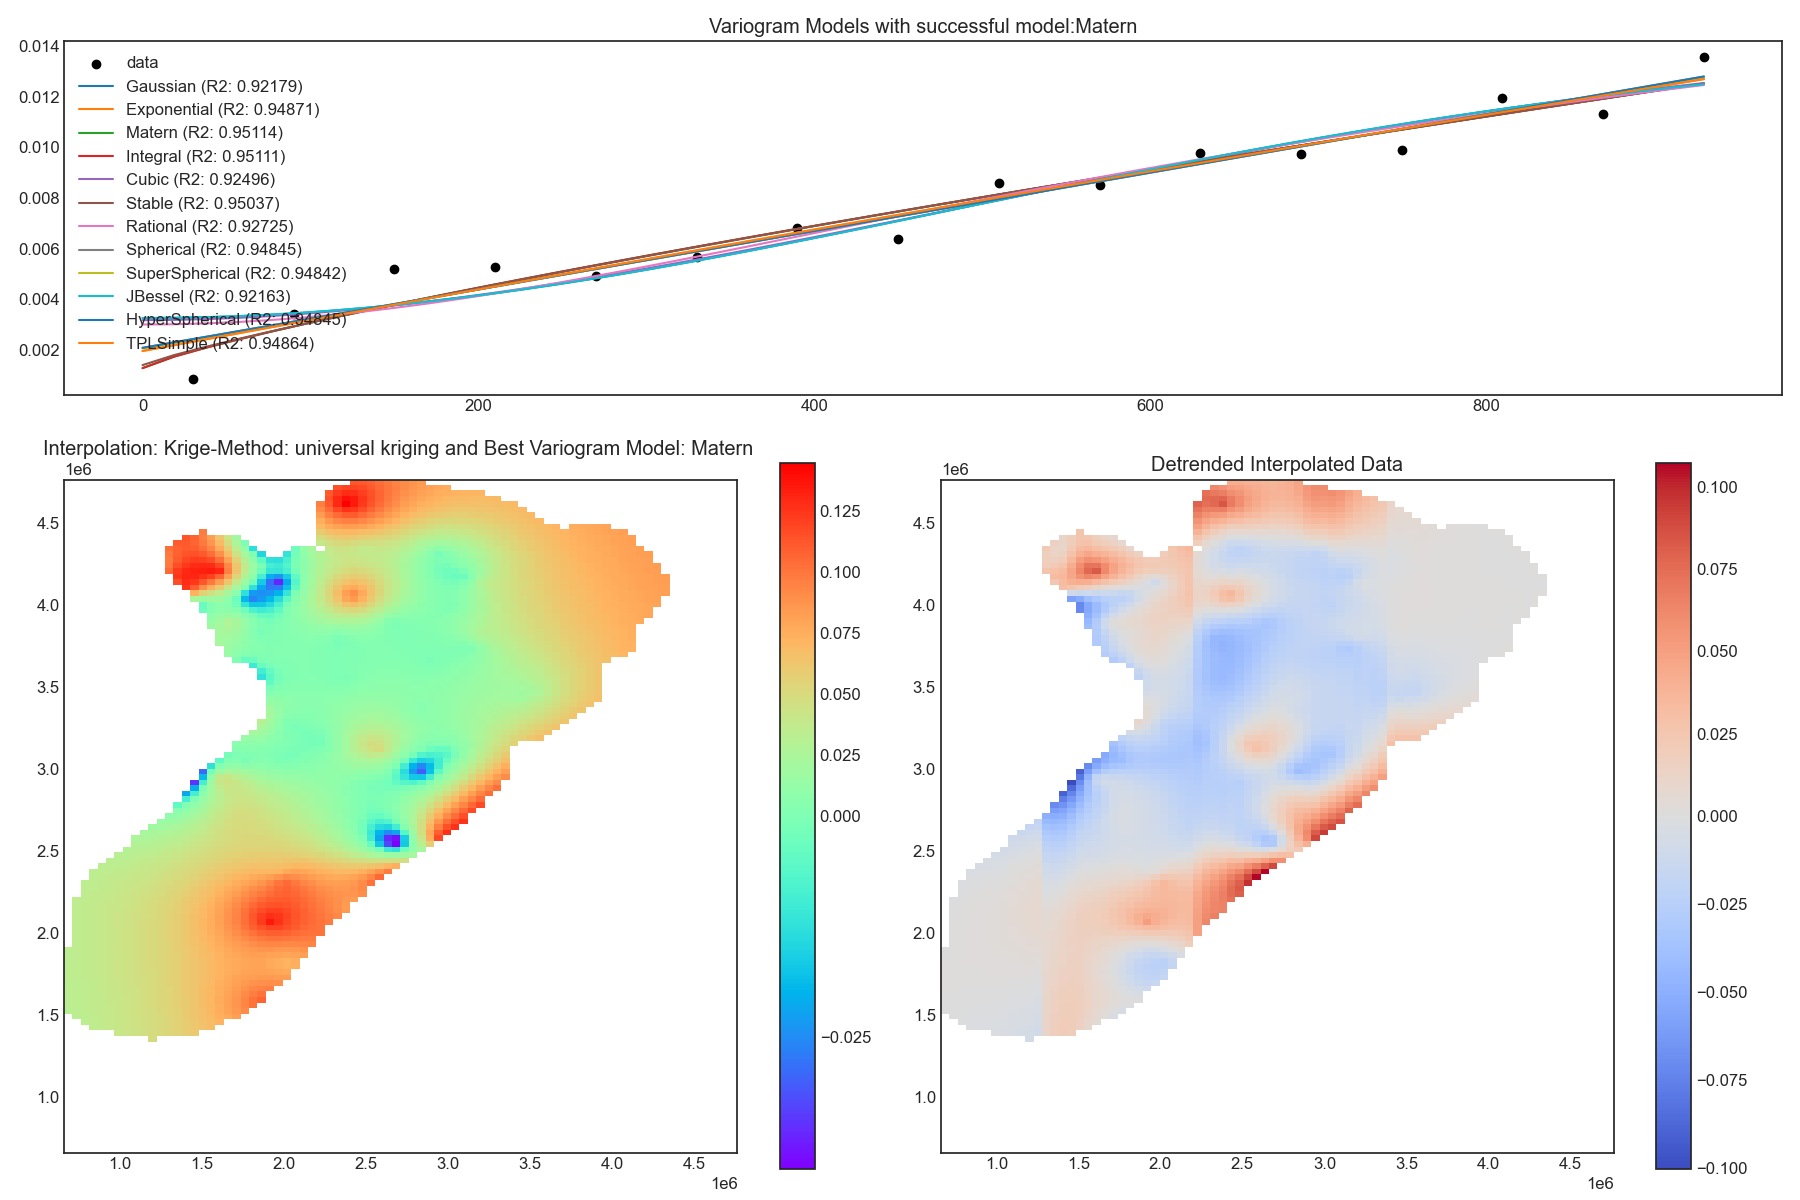 Variogram Models with successful model:Matern
0.014
0.012
0.010
0.008
0.006
0.004
0.002
data
Gaussian (R2: 0.92179)
Exponential (R2: 0.94871)
Matern (R2: 0.95114)
Integral (R2: 0.95111)
Cubic (R2: 0.92496)
Stable (R2: 0.95037)
Rational (R2: 0.92725)
Spherical (R2: 0.94845)
SuperSpherical (R2: 0.94842)
JBessel (R2: 0.92163)
HyperSpherical (R2: 0.94845)
TPLSimple (R2: 0.94864)
0 200 400 600 800
Interpolation: Krige-Method: universal kriging and Best Variogram Model: Matern
1e6
4.5
4.0
3.5
3.0
2.5
2.0
1.5
1.0
1.0 1.5 2.0 2.5 3.0 3.5 4.0 4.5
1e6
0.125
0.100
0.075
0.050
0.025
0.000
−0.025
Detrended Interpolated Data
1e6
4.5
4.0
3.5
3.0
2.5
2.0
1.5
1.0
1.0 1.5 2.0 2.5 3.0 3.5 4.0 4.5
1e6
0.100
0.075
0.050
0.025
0.000
−0.025
−0.050
−0.075
−0.100